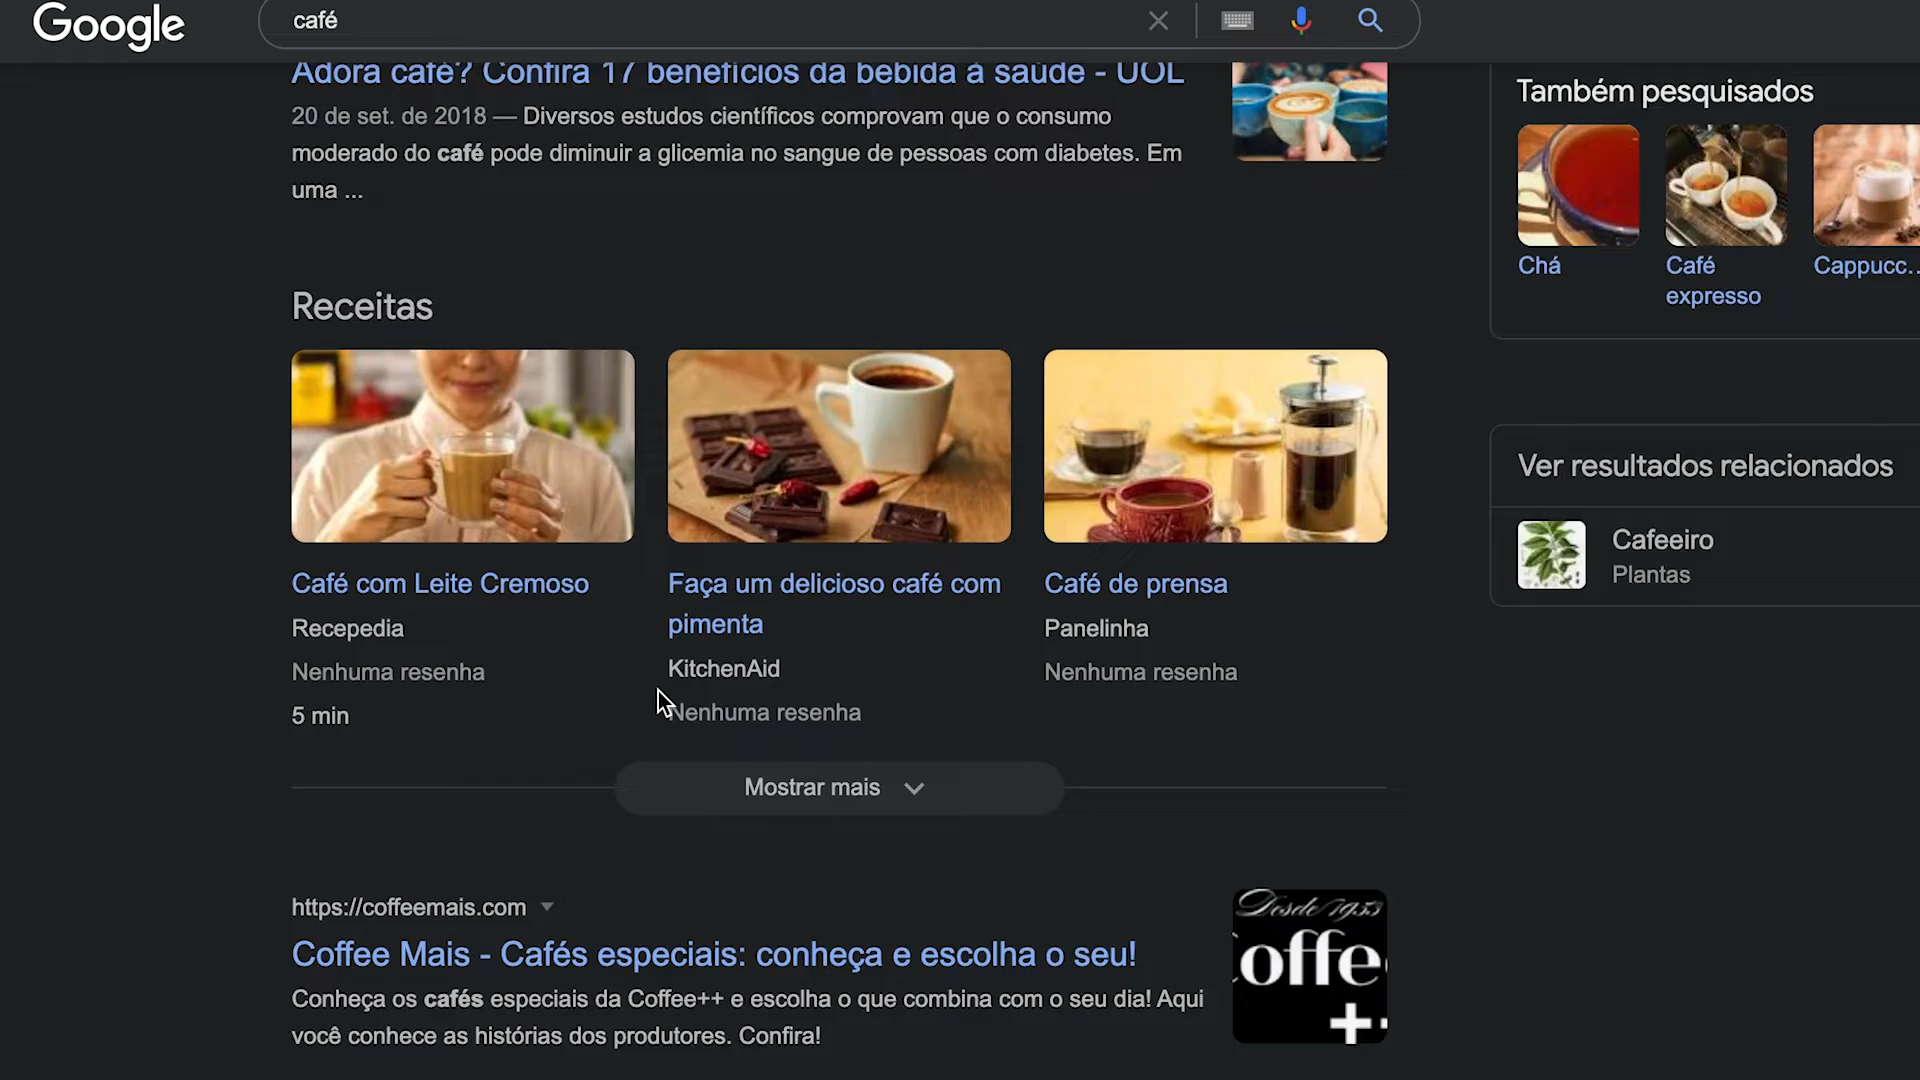 Google
café
Adora café? Confira 17 benefícios da bebida à saúde - UOL
20 de set. de 2018 — Diversos estudos científicos comprovam que o consumo
moderado do café pode diminuir a glicemia no sangue de pessoas com diabetes. Em
uma ...
Receitas
Café com Leite Cremoso
Recepedia
Nenhuma resenha
5 min
Faça um delicioso café com
pimenta
KitchenAid
Nenhuma resenha
Café de prensa
Panelinha
Nenhuma resenha
Mostrar mais
https://coffeemais.com
Coffee Mais - Cafés especiais: conheça e escolha o seu!
Conheça os cafés especiais da Coffee++ e escolha o que combina com o seu dia! Aqui
você conhece as histórias dos produtores. Confira!
Desde 1953
offe
+
Também pesquisados
Chá
Café
expresso
Cappucc...
Ver resultados relacionados
Cafeeiro
Plantas